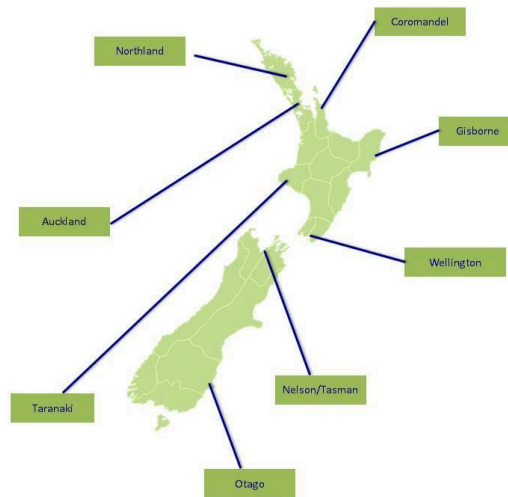 Coromandel
Northland
Gisborne
Auckland
Wellington
Nelson/Tasman
Taranaki
Otago